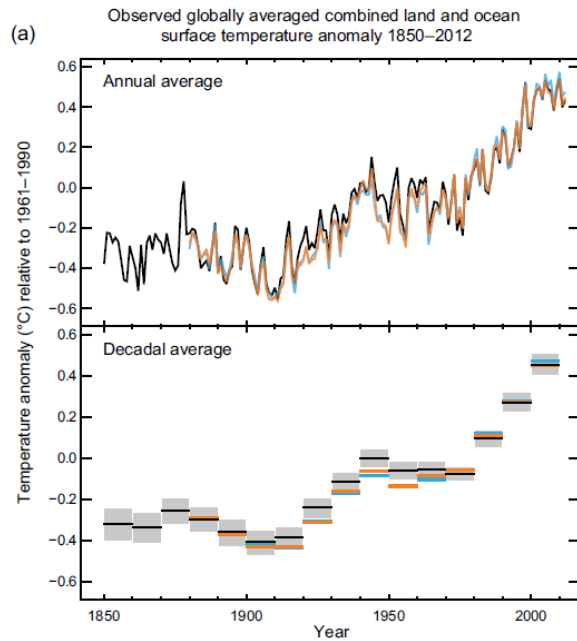 Observed globally averaged combined land and ocean
surface temperature anomaly 1850–2012
(a)
0.6
Annual average
0.4
0.2
0.0
−0.2
−0.4
−0.6
Temperature anomaly (°C) relative to 1961–1990
Decadal average
0.4
0.2
0.0
−0.2
−0.4
−0.6
1850
1900
1950
2000
Year